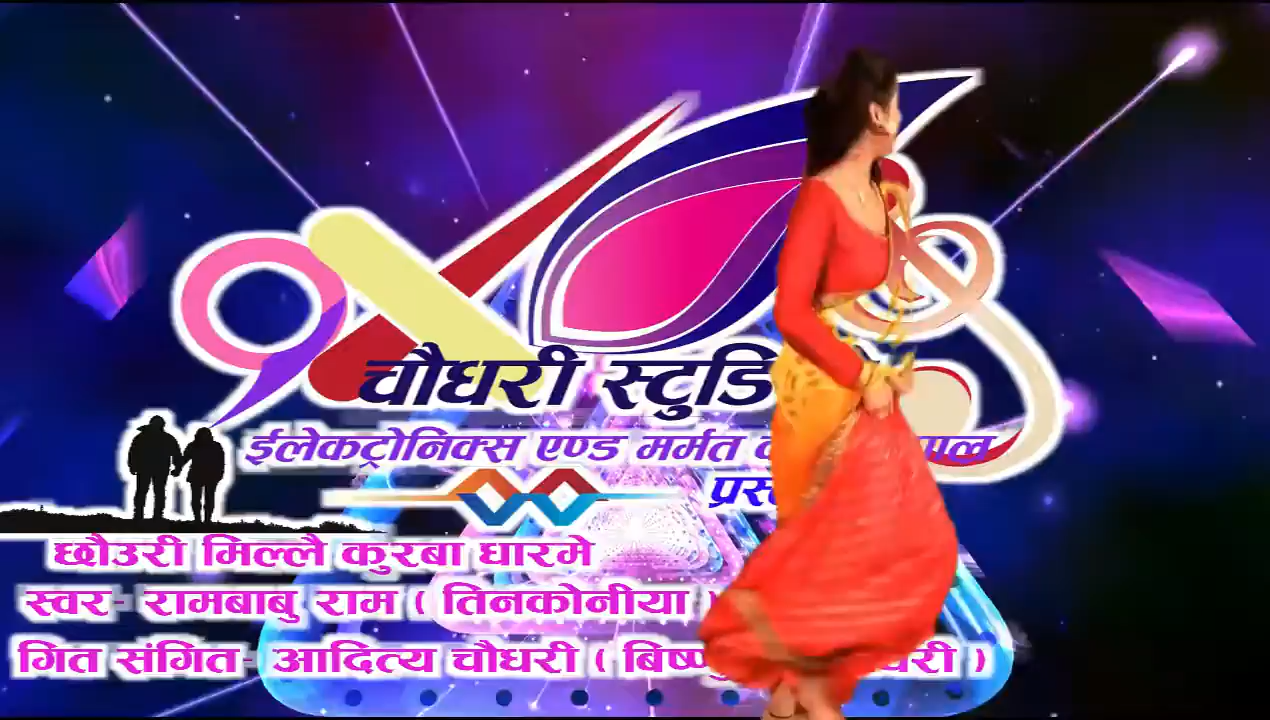 चौधरी स्टुडि
ईलेकट्रोनिक्स एण्ड मर्मत
छौउरी मिल्लै कुरबा धारमे
स्वर- रामबाबु राम ( तिनकोनीया )
गित संगित- आदित्य चौधरी (